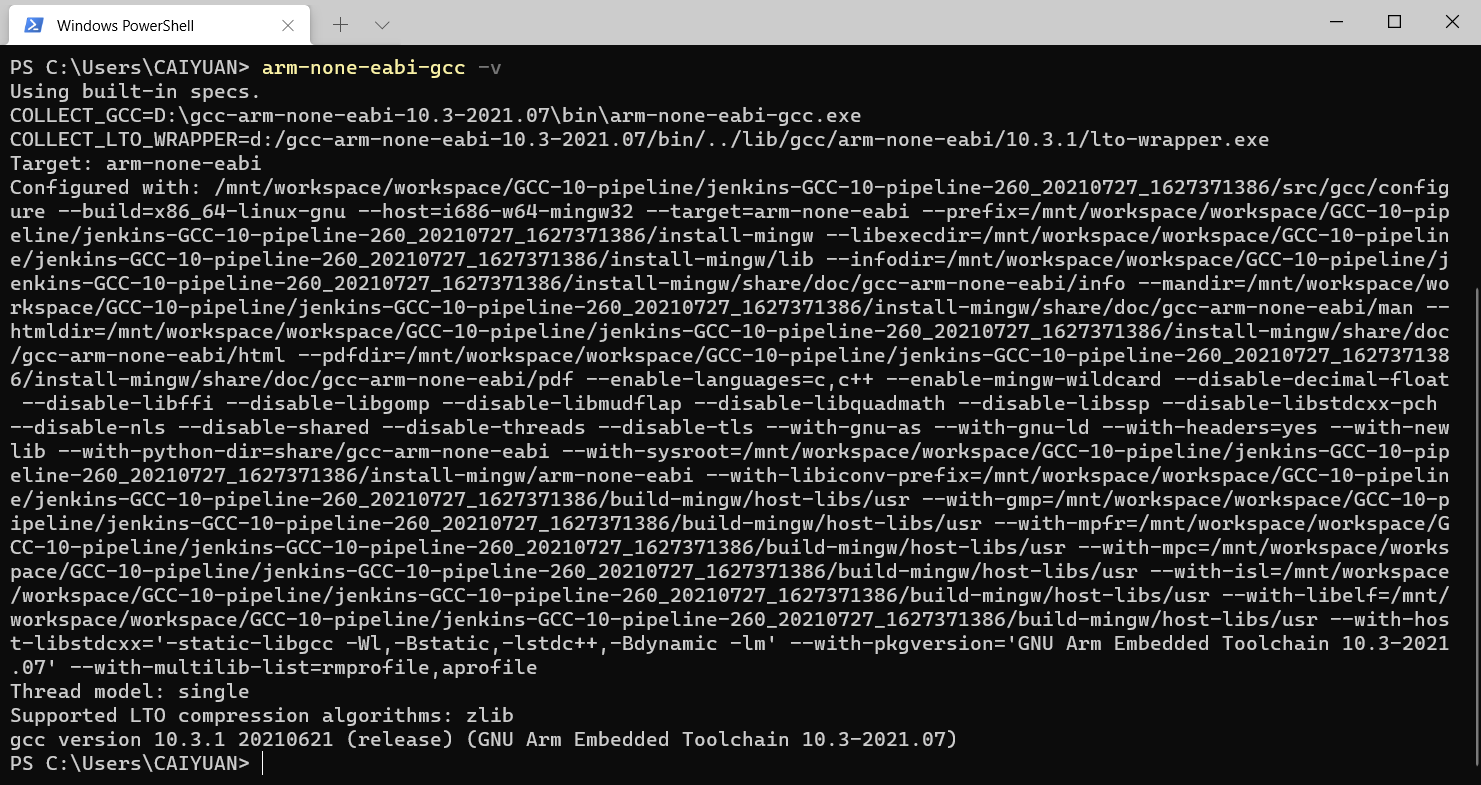 Windows PowerShell
PS C:\Users\CAIYUAN> arm-none-eabi-gcc -v
Using built-in specs.
COLLECT_GCC=D:\gcc-arm-none-eabi-10.3-2021.07\bin\arm-none-eabi-gcc.exe
COLLECT_LTO_WRAPPER=d:/gcc-arm-none-eabi-10.3-2021.07/bin/../lib/gcc/arm-none-eabi/10.3.1/lto-wrapper.exe
Target: arm-none-eabi
Configured with: /mnt/workspace/workspace/GCC-10-pipeline/jenkins-GCC-10-pipeline-260_20210727_1627371386/src/gcc/config
ure --build=x86_64-linux-gnu --host=i686-w64-mingw32 --target=arm-none-eabi --prefix=/mnt/workspace/workspace/GCC-10-pip
eline/jenkins-GCC-10-pipeline-260_20210727_1627371386/install-mingw --libexecdir=/mnt/workspace/workspace/GCC-10-pipelin
e/jenkins-GCC-10-pipeline-260_20210727_1627371386/install-mingw/lib --infodir=/mnt/workspace/workspace/GCC-10-pipeline/j
enkins-GCC-10-pipeline-260_20210727_1627371386/install-mingw/share/doc/gcc-arm-none-eabi/info --mandir=/mnt/workspace/wo
rkspace/GCC-10-pipeline/jenkins-GCC-10-pipeline-260_20210727_1627371386/install-mingw/share/doc/gcc-arm-none-eabi/man --
htmldir=/mnt/workspace/workspace/GCC-10-pipeline/jenkins-GCC-10-pipeline-260_20210727_1627371386/install-mingw/share/doc
/gcc-arm-none-eabi/html --pdfdir=/mnt/workspace/workspace/GCC-10-pipeline/jenkins-GCC-10-pipeline-260_20210727_162737138
6/install-mingw/share/doc/gcc-arm-none-eabi/pdf --enable-languages=c,c++ --enable-mingw-wildcard --disable-decimal-float
 --disable-libffi --disable-libgomp --disable-libmudflap --disable-libquadmath --disable-libssp --disable-libstdcxx-pch
--disable-nls --disable-shared --disable-threads --disable-tls --with-gnu-as --with-gnu-ld --with-headers=yes --with-new
lib --with-python-dir=share/gcc-arm-none-eabi --with-sysroot=/mnt/workspace/workspace/GCC-10-pipeline/jenkins-GCC-10-pip
eline-260_20210727_1627371386/install-mingw/arm-none-eabi --with-libiconv-prefix=/mnt/workspace/workspace/GCC-10-pipelin
e/jenkins-GCC-10-pipeline-260_20210727_1627371386/build-mingw/host-libs/usr --with-gmp=/mnt/workspace/workspace/GCC-10-p
ipeline/jenkins-GCC-10-pipeline-260_20210727_1627371386/build-mingw/host-libs/usr --with-mpfr=/mnt/workspace/workspace/G
CC-10-pipeline/jenkins-GCC-10-pipeline-260_20210727_1627371386/build-mingw/host-libs/usr --with-mpc=/mnt/workspace/works
pace/GCC-10-pipeline/jenkins-GCC-10-pipeline-260_20210727_1627371386/build-mingw/host-libs/usr --with-isl=/mnt/workspace
/workspace/GCC-10-pipeline/jenkins-GCC-10-pipeline-260_20210727_1627371386/build-mingw/host-libs/usr --with-libelf=/mnt/
workspace/workspace/GCC-10-pipeline/jenkins-GCC-10-pipeline-260_20210727_1627371386/build-mingw/host-libs/usr --with-hos
t-libstdcxx='-static-libgcc -Wl,-Bstatic,-lstdc++,-Bdynamic -lm' --with-pkgversion='GNU Arm Embedded Toolchain 10.3-2021
.07' --with-multilib-list=rmprofile,aprofile
Thread model: single
Supported LTO compression algorithms: zlib
gcc version 10.3.1 20210621 (release) (GNU Arm Embedded Toolchain 10.3-2021.07)
PS C:\Users\CAIYUAN>